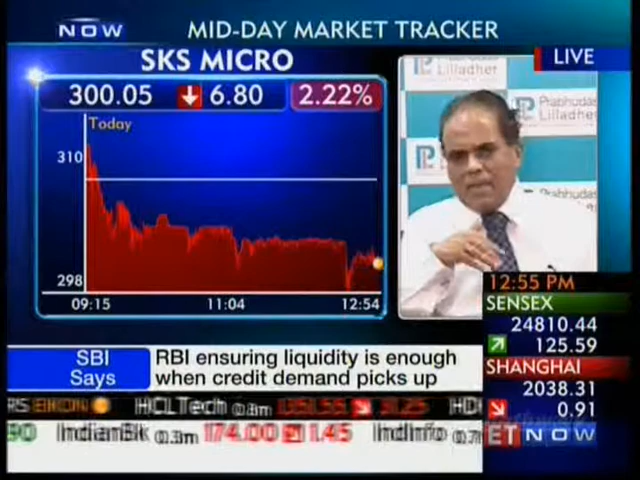 NOW
MID-DAY MARKET TRACKER
LIVE
SKS MICRO
300.05 6.80 2.22%
Today
310
298
09:15 11:04 12:54
Prabhudas
Lilladher
12:55 PM
SENSEX
24810.44
125.59
SHANGHAI
2038.31
0.91
ET NOW
SBI
Says
RBI ensuring liquidity is enough
when credit demand picks up
HCLTech
IndianBk 0.3m 174.00 1.45 IndInfo